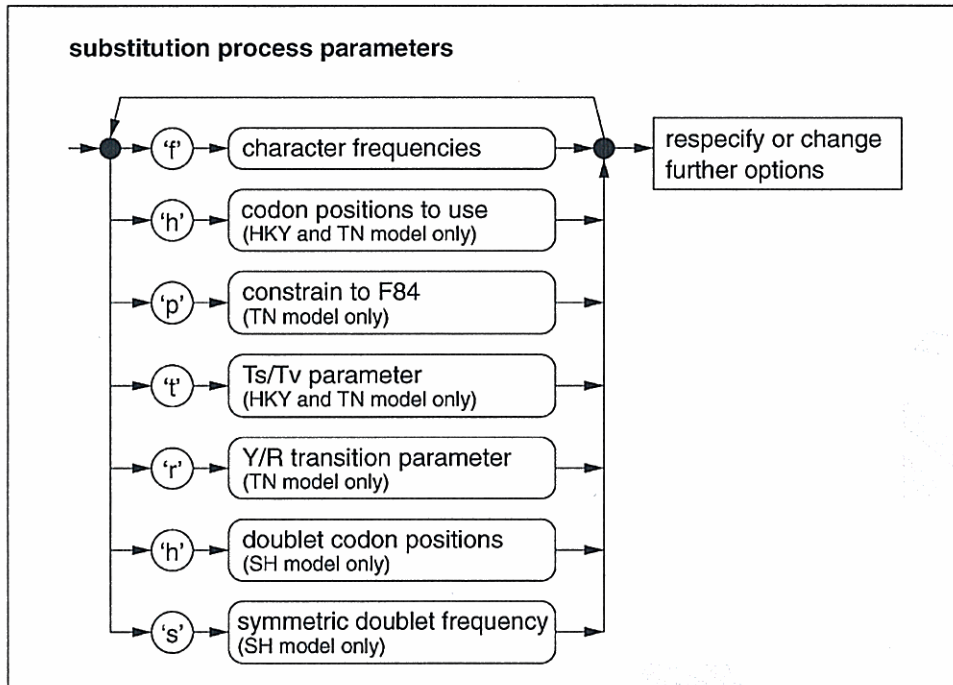 substitution process parameters
'f' character frequencies
respecify or change
further options
'h' codon positions to use
(HKY and TN model only)
'p' constrain to F84
(TN model only)
't' Ts/Tv parameter
(HKY and TN model only)
'r' Y/R transition parameter
(TN model only)
'h' doublet codon positions
(SH model only)
's' symmetric doublet frequency
(SH model only)